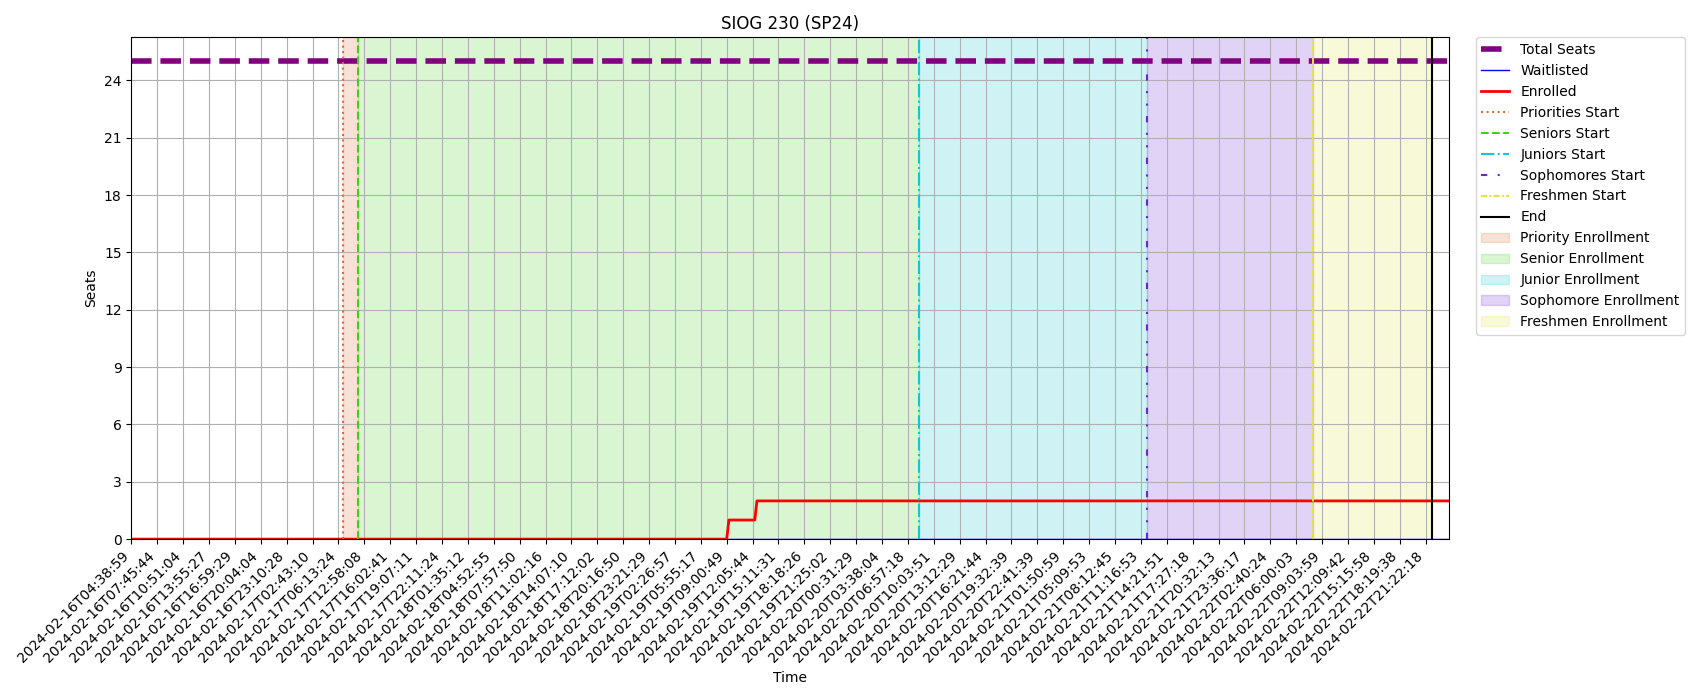 SIOG 230 (SP24)
Seats
24
21
18
15
12
9
6
3
0
2024-02-16T04:38:59
2024-02-16T07:45:44
2024-02-16T10:51:04
2024-02-16T13:55:27
2024-02-16T16:59:29
2024-02-16T20:04:04
2024-02-16T23:10:28
2024-02-17T02:43:10
2024-02-17T06:13:24
2024-02-17T12:58:08
2024-02-17T16:02:41
2024-02-17T19:07:11
2024-02-17T22:11:24
2024-02-18T01:35:12
2024-02-18T04:52:55
2024-02-18T07:57:50
2024-02-18T11:02:16
2024-02-18T14:07:10
2024-02-18T17:12:02
2024-02-18T20:16:50
2024-02-18T23:21:29
2024-02-19T02:26:57
2024-02-19T05:55:17
2024-02-19T09:00:49
2024-02-19T12:05:44
2024-02-19T15:11:31
2024-02-19T18:18:26
2024-02-19T21:25:02
2024-02-20T00:31:29
2024-02-20T03:38:04
2024-02-20T06:57:18
2024-02-20T10:03:51
2024-02-20T13:12:29
2024-02-20T16:21:44
2024-02-20T19:32:39
2024-02-20T22:41:39
2024-02-21T01:50:59
2024-02-21T05:09:53
2024-02-21T08:12:45
2024-02-21T11:16:53
2024-02-21T14:21:51
2024-02-21T17:27:18
2024-02-21T20:32:13
2024-02-21T23:36:17
2024-02-22T02:40:24
2024-02-22T06:00:03
2024-02-22T09:03:59
2024-02-22T12:09:42
2024-02-22T15:15:58
2024-02-22T18:19:38
2024-02-22T21:22:18
Time
Total Seats
Waitlisted
Enrolled
Priorities Start
Seniors Start
Juniors Start
Sophomores Start
Freshmen Start
End
Priority Enrollment
Senior Enrollment
Junior Enrollment
Sophomore Enrollment
Freshmen Enrollment